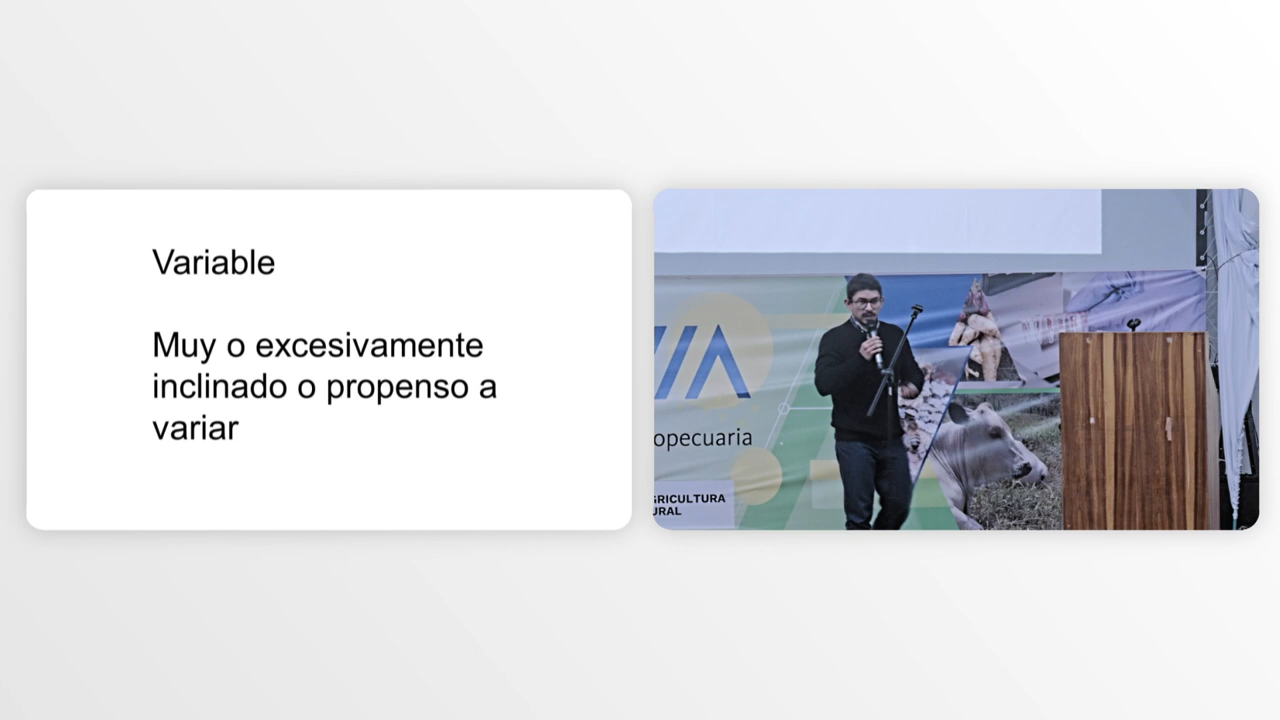 Variable
Muy o excesivamente
inclinado o propenso a
variar
opecuaria
GRICULTURA
URAL